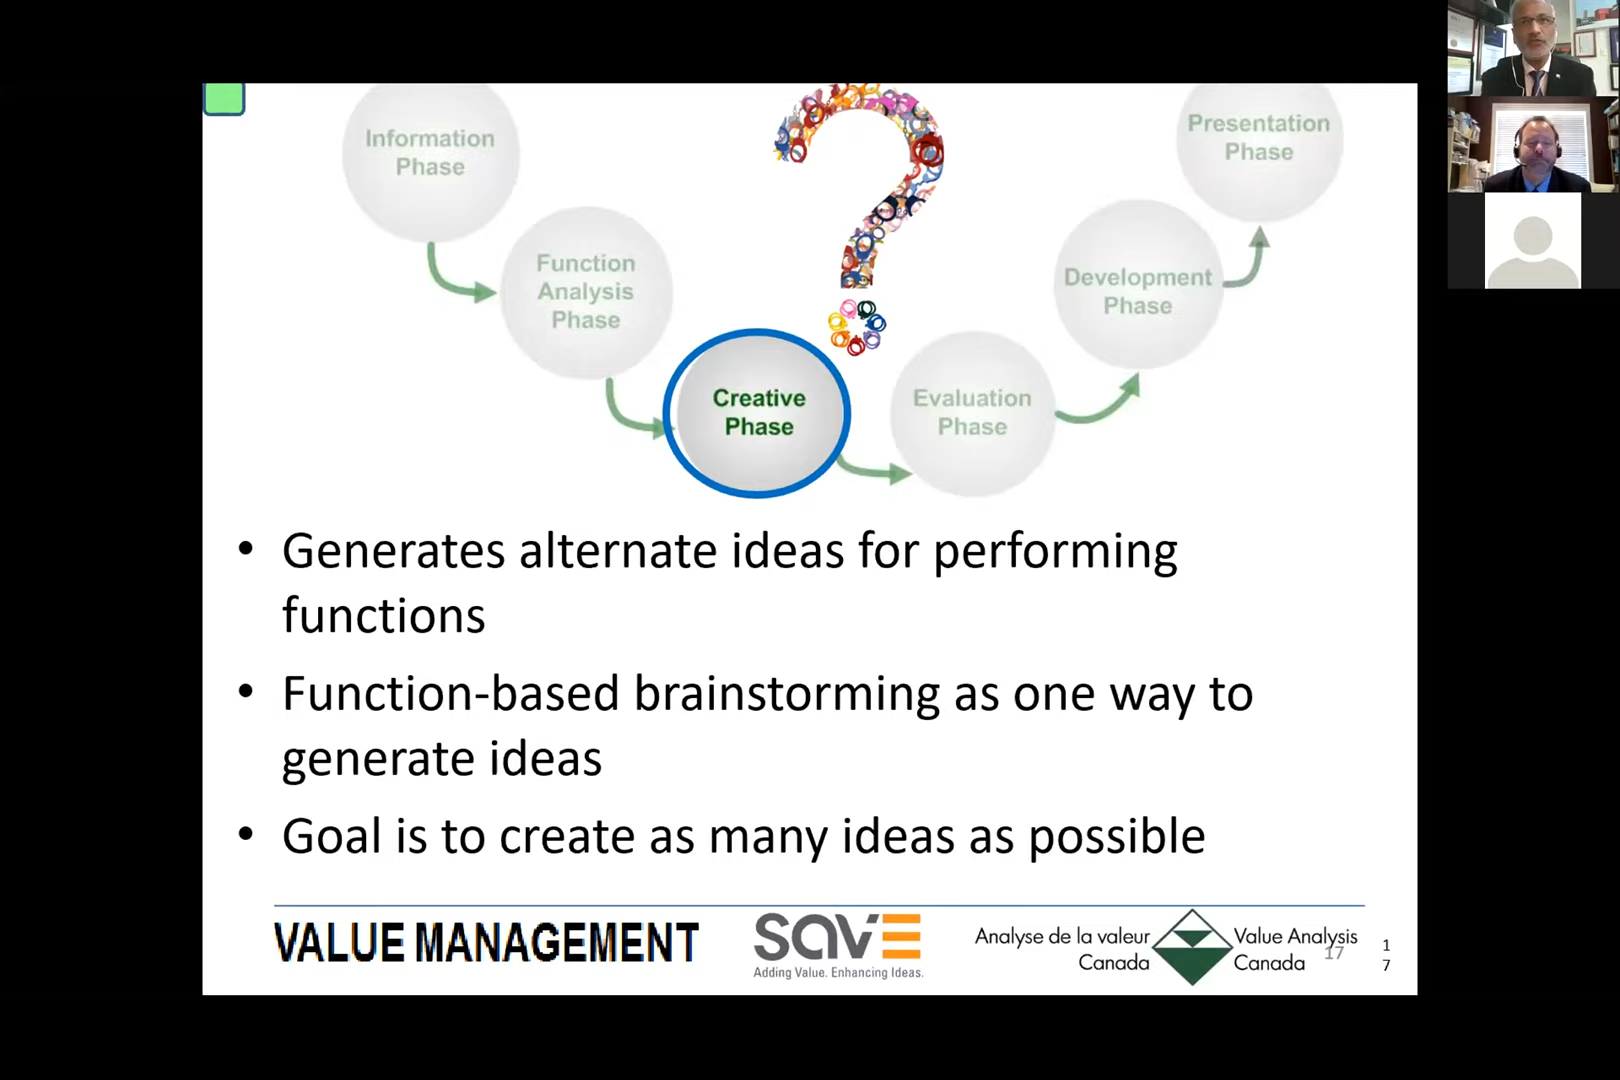 Information
Phase
Presentation
Phase
Function
Analysis
Phase
Development
Phase
Creative
Phase
Evaluation
Phase
• Generates alternate ideas for performing
functions
• Function-based brainstorming as one way to
generate ideas
• Goal is to create as many ideas as possible
VALUE MANAGEMENT
SAVE
Adding Value. Enhancing Ideas.
Analyse de la valeur
Canada
Value Analysis
Canada
17
1
7